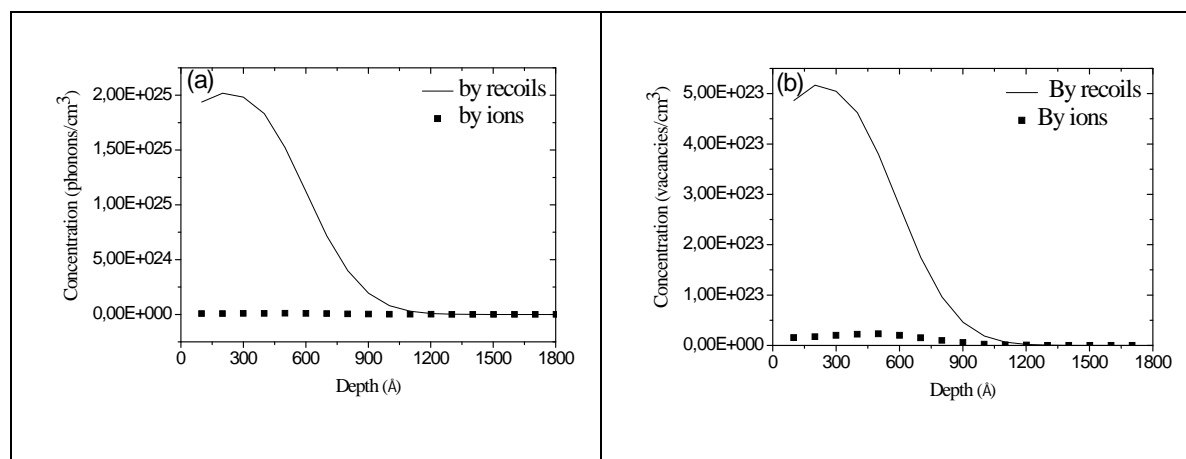 (a)
by recoils
by ions
2,00E+025
1,50E+025
1,00E+025
5,00E+024
0,00E+000
Concentration (phonons/cm³)
0 300 600 900 1200 1500 1800
Depth (Å)
(b)
By recoils
By ions
5,00E+023
4,00E+023
3,00E+023
2,00E+023
1,00E+023
0,00E+000
Concentration (vacancies/cm³)
0 300 600 900 1200 1500 1800
Depth (Å)